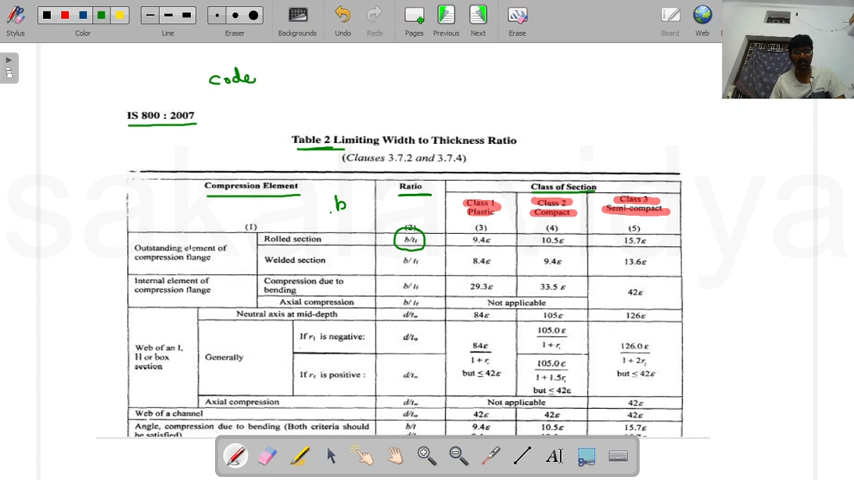 Stylus
Color
Line
Eraser
Backgrounds
Undo
Redo
Pages
Previous
Next
Erase
Board
Web
code
IS 800 : 2007
Table 2 Limiting Width to Thickness Ratio
(Clauses 3.7.2 and 3.7.4)
Compression Element Ratio Class of Section
b
Class 1 Plastic Class 2 Compact Class 3 Semi-compact
(1) (2) (3) (4) (5)
Outstanding element of compression flange Rolled section b/tf 9.4ε 10.5ε 15.7ε
Welded section b/tf 8.4ε 9.4ε 13.6ε
Internal element of compression flange Compression due to bending b/tf 29.3ε 33.5 ε 42ε
Axial compression b/tf Not applicable
Web of an I, H or box section Neutral axis at mid-depth d/tw 84ε 105ε 126ε
Generally If r1 is negative: d/tw 84ε / 1 + r1 but ≤ 42ε 105.0 ε / 1 + r1 126.0 ε / 1 + 2r1 but ≤ 42ε
If r1 is positive : d/tw 105.0 ε / 1 + 1.5r1 but ≤ 42ε
Axial compression d/tw Not applicable 42ε
Web of a channel d/tw 42ε 42ε 42ε
Angle, compression due to bending (Both criteria should be satisfied) b/t 9.4ε 10.5ε 15.7ε